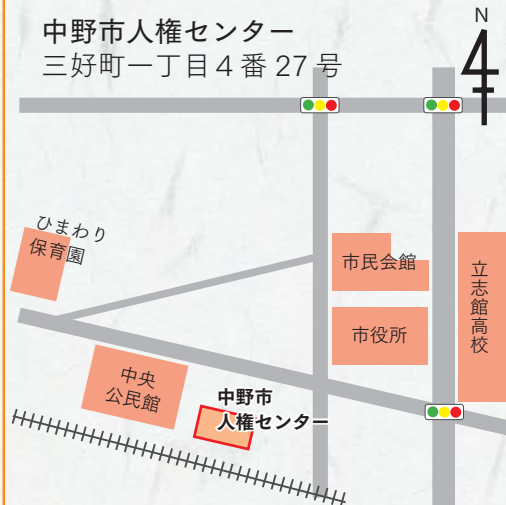 中野市人権センター
三好町一丁目4番27号
N
ひまわり
保育園
市民会館
立志館高校
市役所
中央
公民館
中野市
人権センター